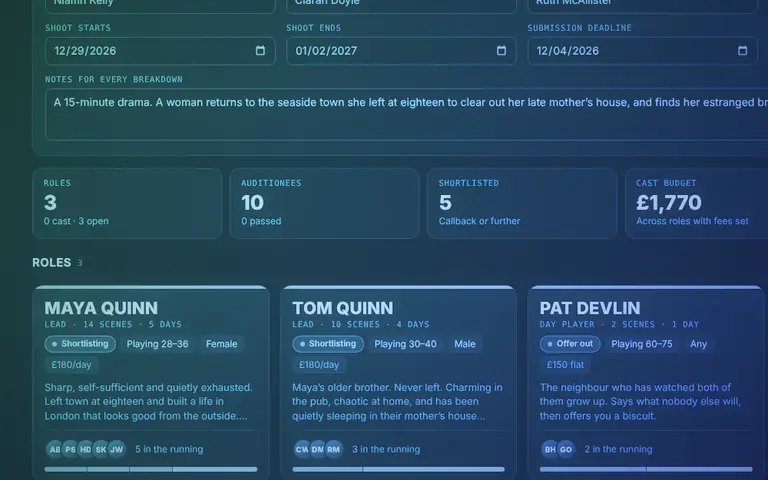 Niamh Kelly
Ciaran Doyle
Ruth McAllister
SHOOT STARTS
SHOOT ENDS
SUBMISSION DEADLINE
12/29/2026
01/02/2027
12/04/2026
NOTES FOR EVERY BREAKDOWN
A 15-minute drama. A woman returns to the seaside town she left at eighteen to clear out her late mother's house, and finds her estranged
ROLES
AUDITIONEES
SHORTLISTED
CAST BUDGET
3
10
5
£1,770
0 cast · 3 open
0 passed
Callback or further
Across roles with fees set
ROLES 3
MAYA QUINN
LEAD · 14 SCENES · 5 DAYS
Shortlisting
Playing 28–36
Female
£180/day
Sharp, self-sufficient and quietly exhausted.
Left town at eighteen and built a life in
London that looks good from the outside....
AB PS HD SK JW 5 in the running
TOM QUINN
LEAD · 10 SCENES · 4 DAYS
Shortlisting
Playing 30–40
Male
£180/day
Maya's older brother. Never left. Charming in
the pub, chaotic at home, and has been
quietly sleeping in their mother's house...
CW DM RM 3 in the running
PAT DEVLIN
DAY PLAYER · 2 SCENES · 1 DAY
Offer out
Playing 60–75
Any
£150 flat
The neighbour who has watched both of
them grow up. Says what nobody else will,
then offers you a biscuit.
BH GO 2 in the running